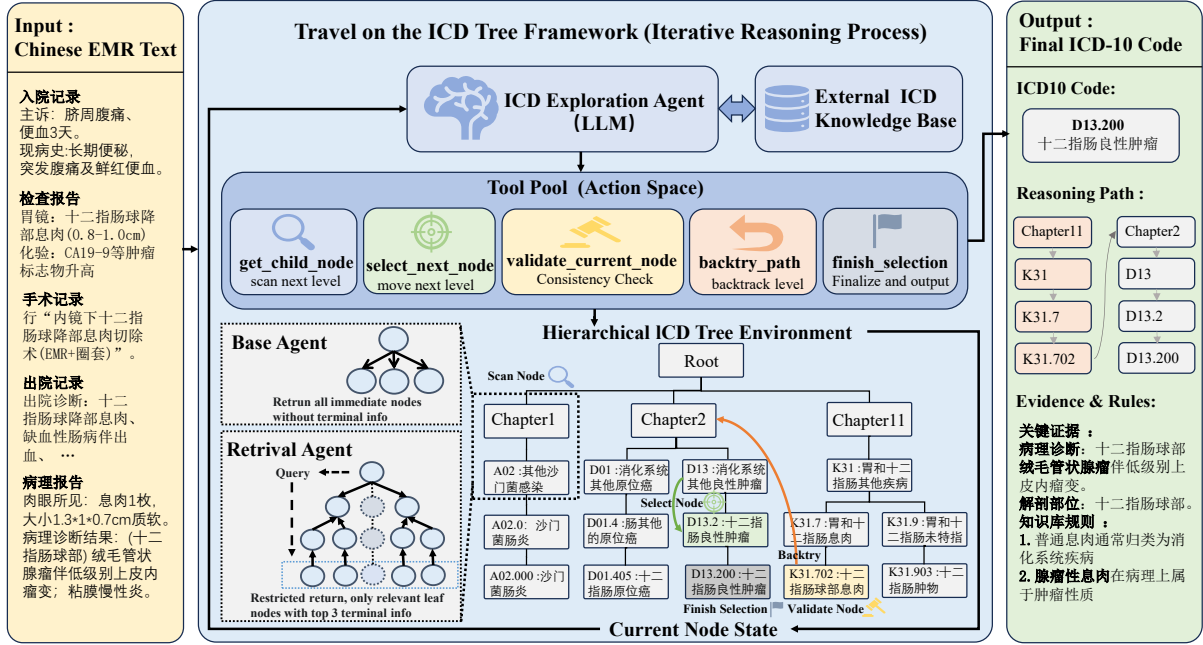 Input :
Chinese EMR Text
入院记录
主诉：脐周腹痛、
便血3天。
现病史:长期便秘，
突发腹痛及鲜红便血。
检查报告
胃镜：十二指肠球降
部息肉(0.8-1.0cm)
化验：CA19-9等肿瘤
标志物升高
手术记录
行“内镜下十二指
肠球降部息肉切除
术(EMR+圈套)”。
出院记录
出院诊断：十二
指肠球降部息肉、
缺血性肠病伴出
血、 …
病理报告
肉眼所见：息肉1枚，
大小1.3*1*0.7cm质软。
病理诊断结果：(十二
指肠球部) 绒毛管状
腺瘤伴低级别上皮内
瘤变；粘膜慢性炎。
Travel on the ICD Tree Framework (Iterative Reasoning Process)
ICD Exploration Agent
(LLM)
External ICD
Knowledge Base
Tool Pool (Action Space)
get_child_node
scan next level
select_next_node
move next level
validate_current_node
Consistency Check
backtry_path
backtrack level
finish_selection
Finalize and output
Hierarchical ICD Tree Environment
Base Agent
Retrun all immediate nodes
without terminal info
Retrival Agent
Query
Restricted return, only relevant leaf
nodes with top 3 terminal info
Scan Node
Root
Chapter1
Chapter2
Chapter11
A02 :其他沙
门菌感染
D01 :消化系统
其他原位癌
D13 :消化系统
其他良性肿瘤
K31 :胃和十二
指肠其他疾病
Select Node
A02.0：沙门
菌肠炎
D01.4 :肠其他
的原位癌
D13.2 :十二指
肠良性肿瘤
K31.7 :胃和十
二指肠息肉
K31.9 :胃和十
二指肠未特指
Backtry
A02.000 :沙门
菌肠炎
D01.405 :十二
指肠原位癌
D13.200 :十二
指肠良性肿瘤
K31.702 :十二
指肠球部息肉
K31.903 :十二
指肠肿物
Finish Selection
Validate Node
Current Node State
Output :
Final ICD-10 Code
ICD10 Code:
D13.200
十二指肠良性肿瘤
Reasoning Path :
Chapter11
Chapter2
K31
D13
K31.7
D13.2
K31.702
D13.200
Evidence & Rules:
关键证据 ：
病理诊断：十二指肠球部
绒毛管状腺瘤伴低级别上
皮内瘤变。
解剖部位：十二指肠球部。
知识库规则 ：
1. 普通息肉通常归类为消
化系统疾病
2. 腺瘤性息肉在病理上属
于肿瘤性质